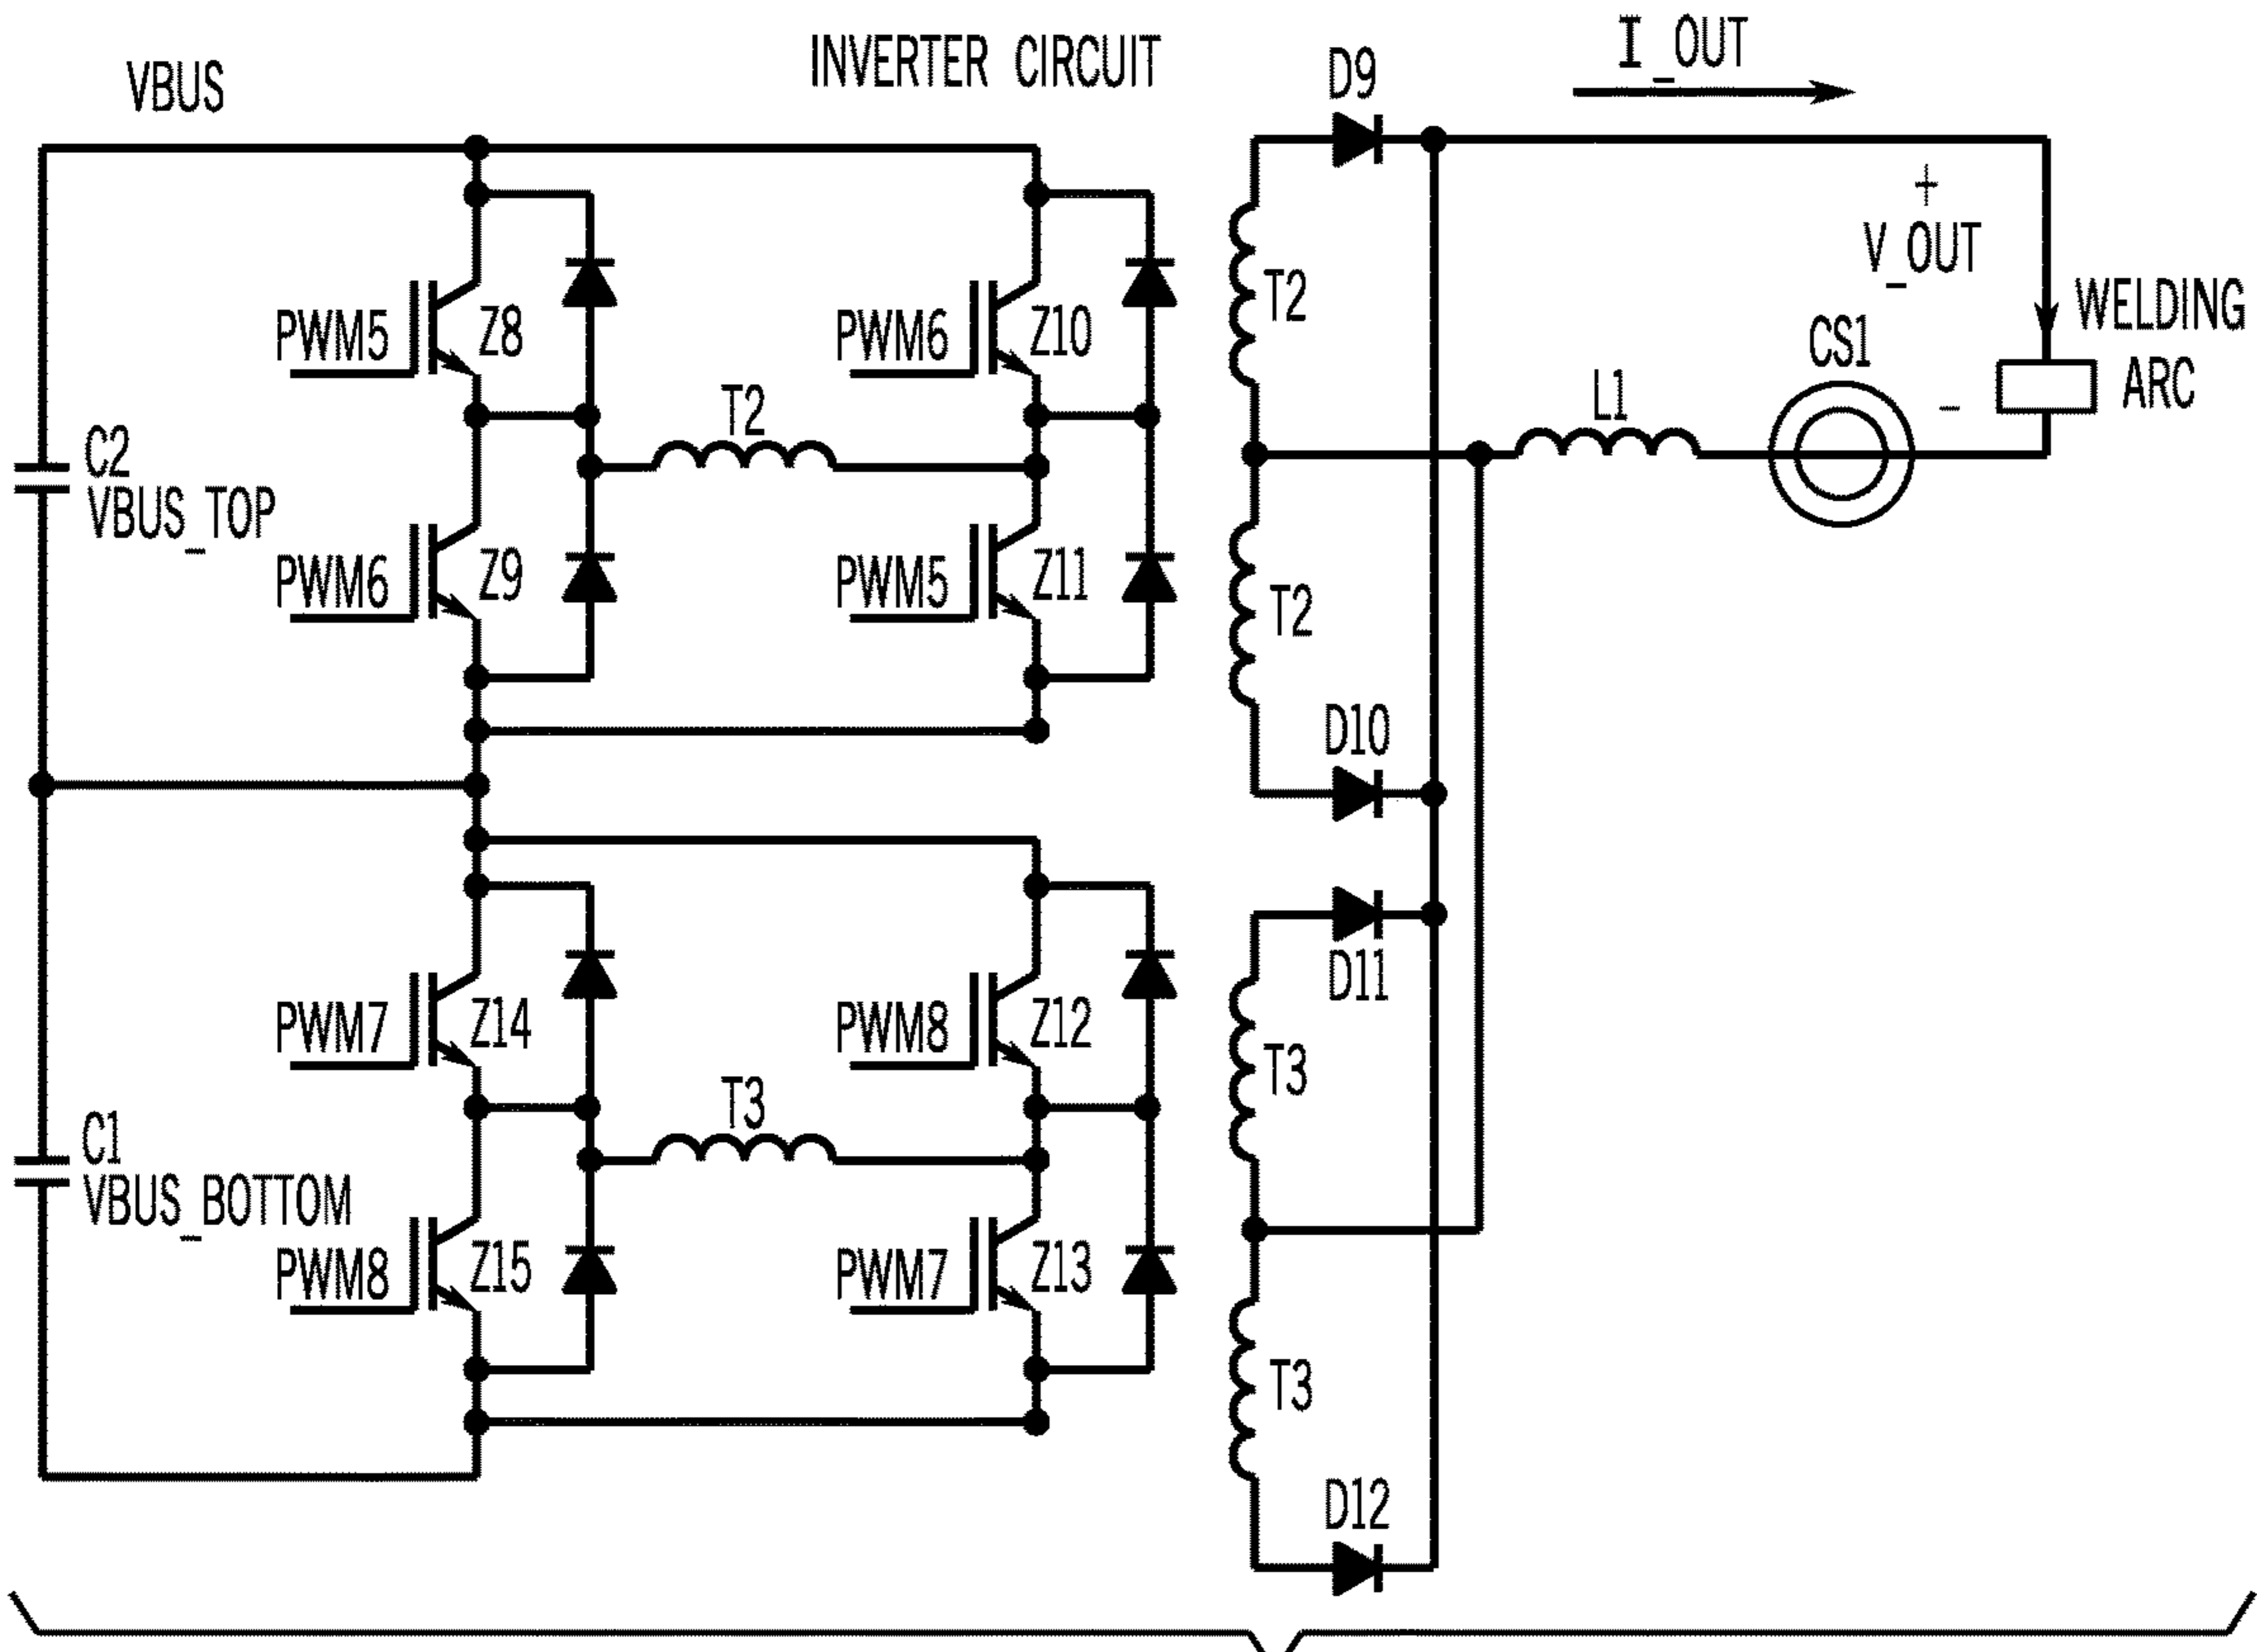 VBUS
INVERTER CIRCUIT
I_OUT
D9
+
V_OUT
-
WELDING
ARC
CS1
L1
T2
T2
D10
D11
T3
T3
D12
PWM5
Z8
PWM6
Z10
T2
C2
VBUS_TOP
PWM6
Z9
PWM5
Z11
PWM7
Z14
PWM8
Z12
T3
C1
VBUS_BOTTOM
PWM8
Z15
PWM7
Z13